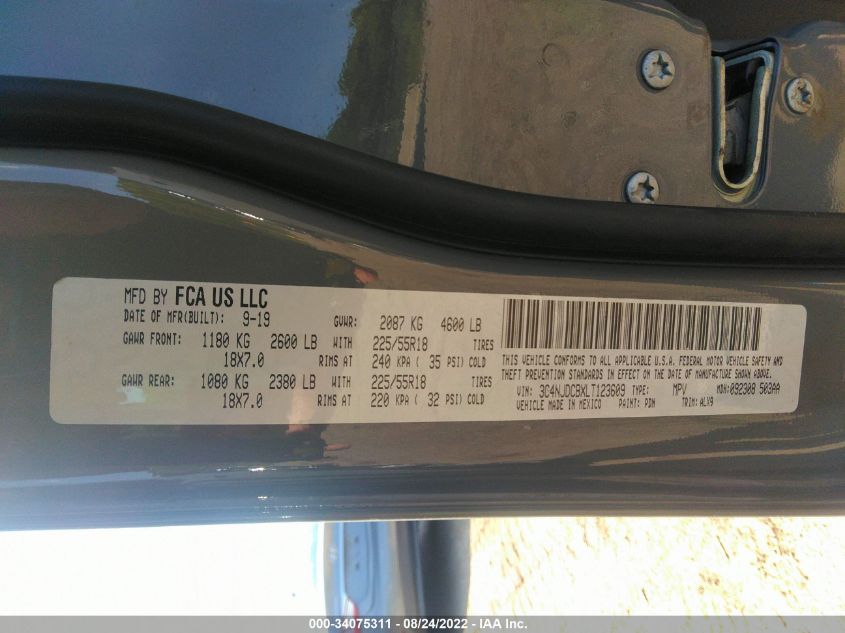 MFD BY FCA US LLC
DATE OF MFR(BUILT): 9-19 GVWR: 2087 KG 4600 LB
GAWR FRONT: 1180 KG 2600 LB WITH 225/55R18 TIRES
18X7.0 RIMS AT 240 KPA ( 35 PSI) COLD
GAWR REAR: 1080 KG 2380 LB WITH 225/55R18 TIRES
18X7.0 RIMS AT 220 KPA ( 32 PSI) COLD
THIS VEHICLE CONFORMS TO ALL APPLICABLE U.S.A. FEDERAL MOTOR VEHICLE SAFETY AND
THEFT PREVENTION STANDARDS IN EFFECT ON THE DATE OF MANUFACTURE SHOWN ABOVE.
VIN: 3C4NJDCBXLT123609 TYPE: MPV MDH:092308 503AA
VEHICLE MADE IN MEXICO PAINT: PDN TRIM: ALX9
000-34075311 - 08/24/2022 - IAA Inc.